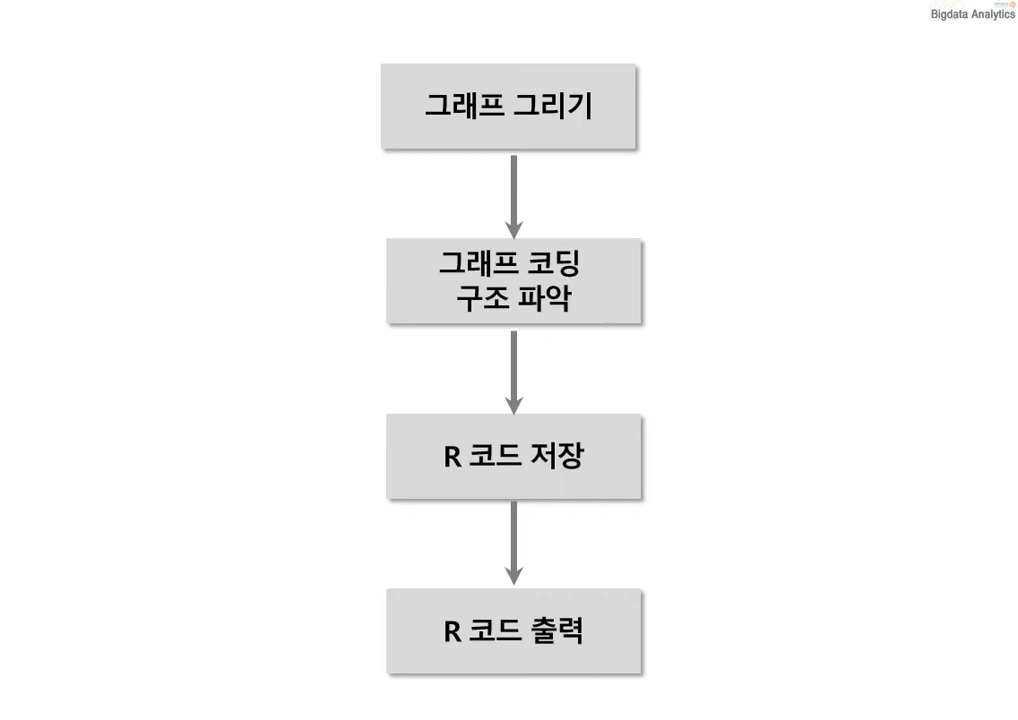 Bigdata Analytics
그래프 그리기
그래프 코딩
구조 파악
R 코드 저장
R 코드 출력